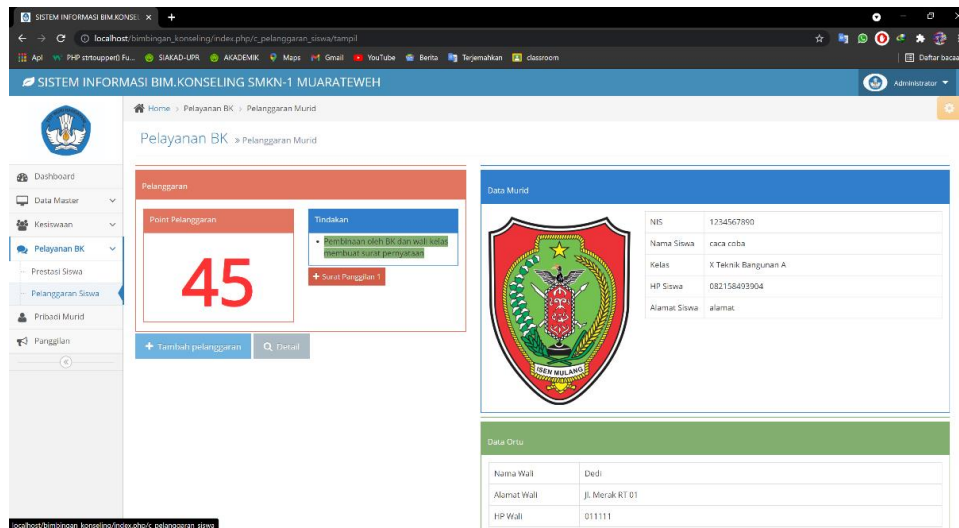 SISTEM INFORMASI BIM.KONSE
localhost/bimbingan_konseling/index.php/c_pelanggaran_siswa/tampil
Apl PHP strtoupper() Fu... SIAKAD-UPR AKADEMIK Maps Gmail YouTube Berita Terjemahkan classroom Daftar bacaa
SISTEM INFORMASI BIM.KONSELING SMKN-1 MUARATEWEH Administrator
Home > Pelayanan BK > Pelanggaran Murid
Pelayanan BK » Pelanggaran Murid
Dashboard
Data Master
Kesiswaan
Pelayanan BK
Prestasi Siswa
Pelanggaran Siswa
Pribadi Murid
Panggilan
Pelanggaran
Point Pelanggaran
45
Tindakan
Pembinaan oleh BK dan wali kelas
membuat surat pernyataan
+ Surat Panggilan 1
+ Tambah pelanggaran
Detail
Data Murid
ISEN MULANG
NIS 1234567890
Nama Siswa caca coba
Kelas X Teknik Bangunan A
HP Siswa 082158493904
Alamat Siswa alamat
Data Ortu
Nama Wali Dedi
Alamat Wali Jl. Merak RT 01
HP Wali 011111
localhost/bimbingan_konseling/index.php/c_pelanggaran_siswa